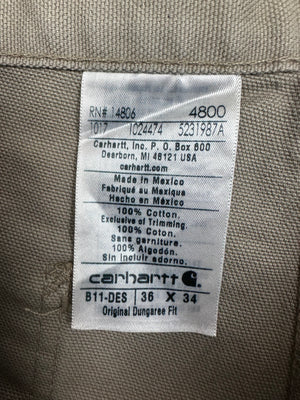 RN# 14806 4800
1017 1024474 5231987A
Carhartt, Inc. P. O. Box 600
Dearborn, MI 48121 USA
carhartt.com
Made in Mexico
Fabriqué au Mexique
Hecho en México
100% Cotton.
Exclusive of Trimming.
100% Coton.
Sans garniture.
100% Algodón.
Sin incluir adorno.
carhartt
B11-DES 36 X 34
Original Dungaree Fit